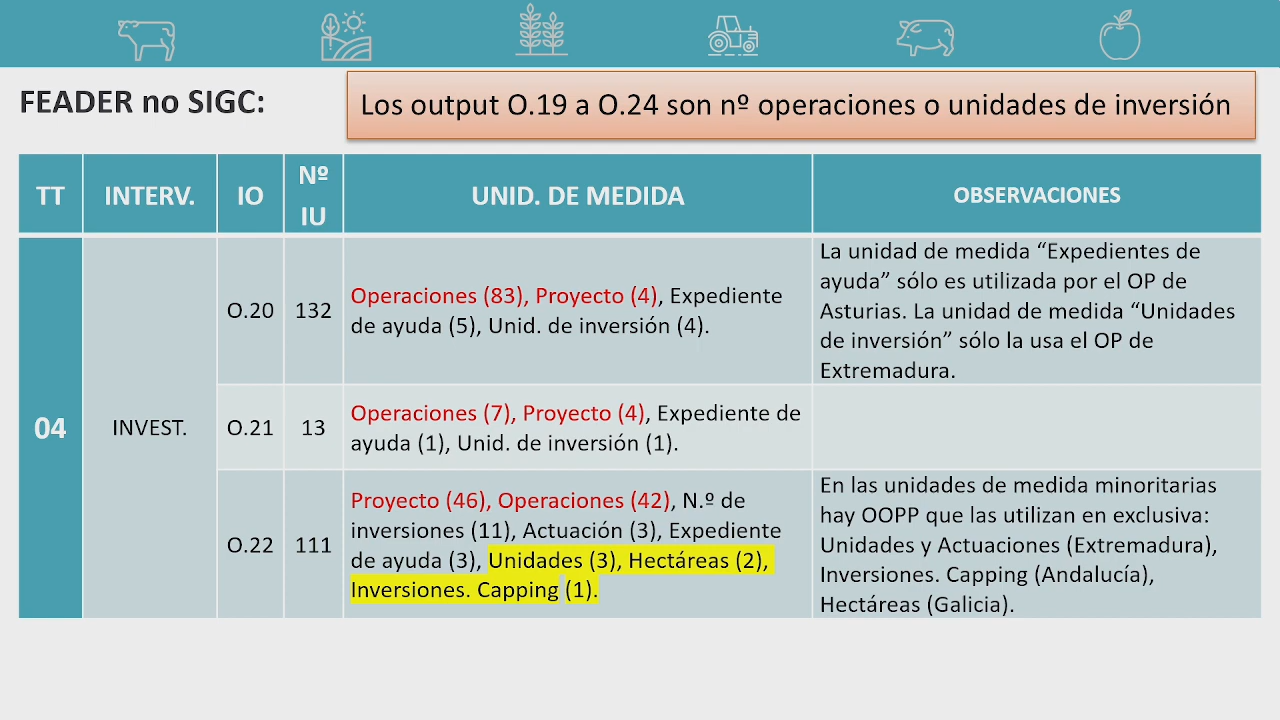 FEADER no SIGC:
Los output O.19 a O.24 son nº operaciones o unidades de inversión
TT
INTERV.
IO
Nº
IU
UNID. DE MEDIDA
OBSERVACIONES
04
INVEST.
O.20
132
Operaciones (83), Proyecto (4), Expediente
de ayuda (5), Unid. de inversión (4).
La unidad de medida “Expedientes de
ayuda” sólo es utilizada por el OP de
Asturias. La unidad de medida “Unidades
de inversión” sólo la usa el OP de
Extremadura.
O.21
13
Operaciones (7), Proyecto (4), Expediente de
ayuda (1), Unid. de inversión (1).
O.22
111
Proyecto (46), Operaciones (42), N.º de
inversiones (11), Actuación (3), Expediente
de ayuda (3), Unidades (3), Hectáreas (2),
Inversiones. Capping (1).
En las unidades de medida minoritarias
hay OOPP que las utilizan en exclusiva:
Unidades y Actuaciones (Extremadura),
Inversiones. Capping (Andalucía),
Hectáreas (Galicia).